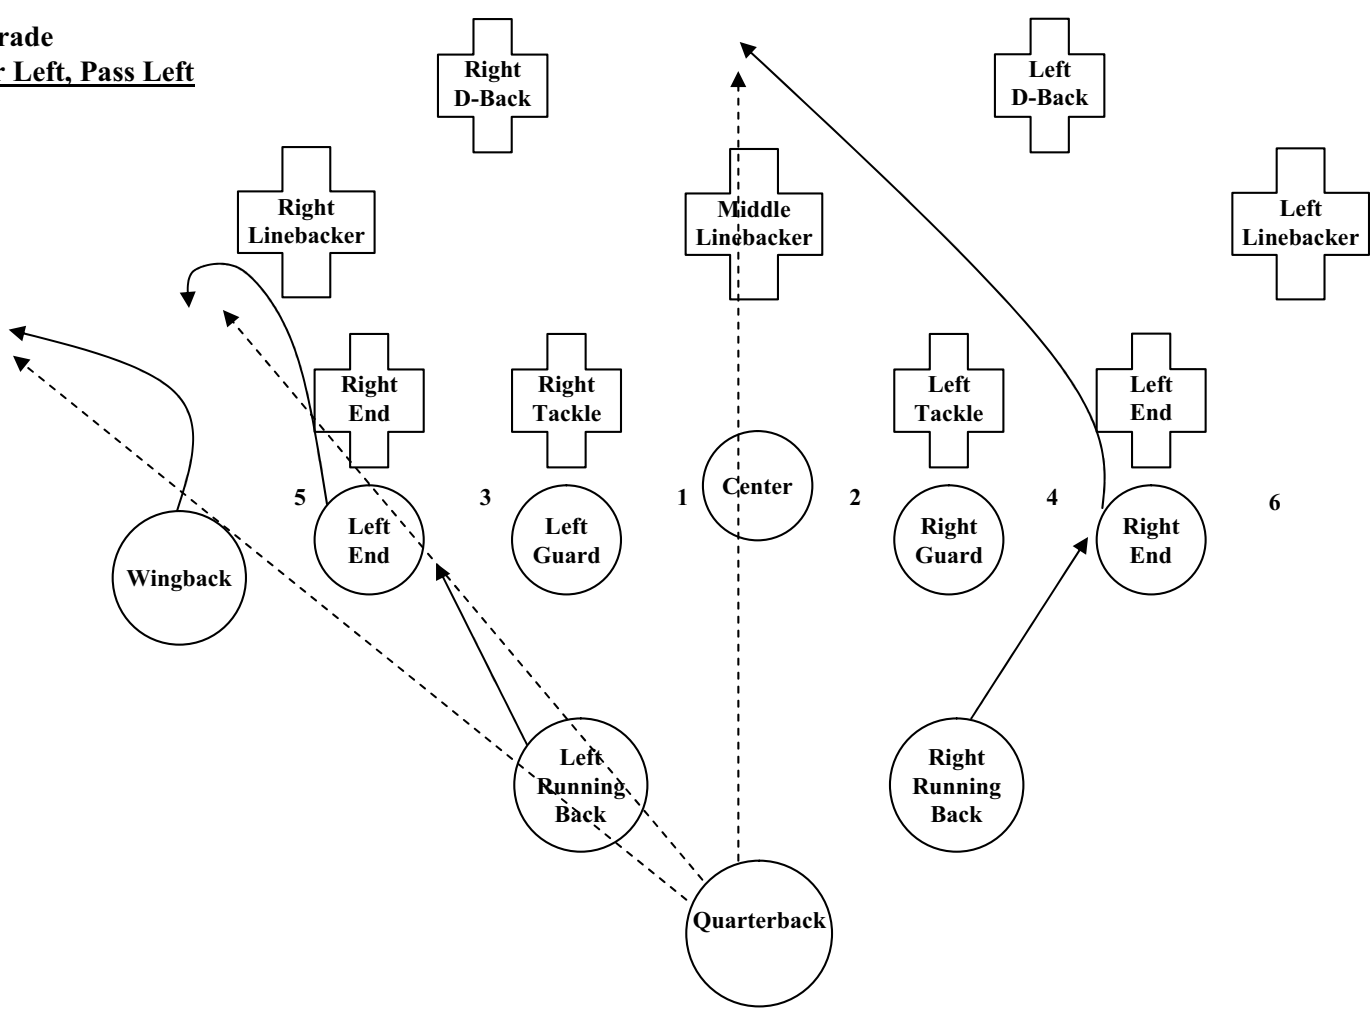 rade
r Left, Pass Left
Right
D-Back
Left
D-Back
Right
Linebacker
Middle
Linebacker
Left
Linebacker
Right
End
Right
Tackle
Left
Tackle
Left
End
5
3
1
Center
2
4
6
Left
End
Left
Guard
Right
Guard
Right
End
Wingback
Left
Running
Back
Right
Running
Back
Quarterback